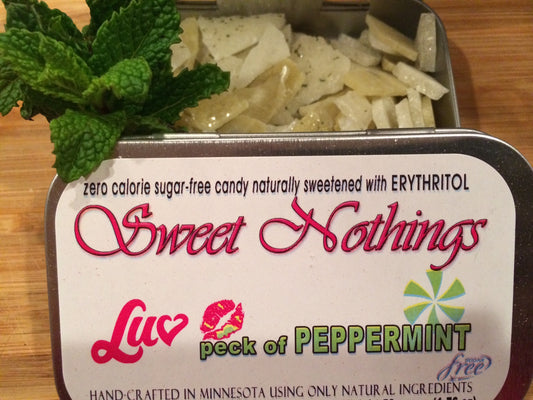 zero calorie sugar-free candy naturally sweetened with ERYTHRITOL
Sweet Nothings
Luv peck of PEPPERMINT
free
HAND-CRAFTED IN MINNESOTA USING ONLY NATURAL INGREDIENTS